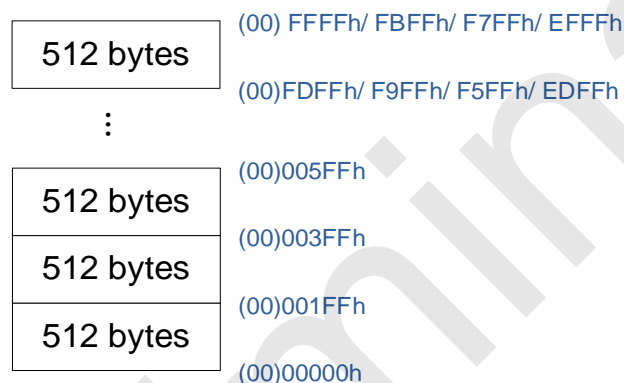 (00) FFFFh/ FBFFh/ F7FFh/ EFFFh
512 bytes
(00)FDFFh/ F9FFh/ F5FFh/ EDFFh
(00)005FFh
512 bytes
(00)003FFh
512 bytes
(00)001FFh
512 bytes
(00)00000h